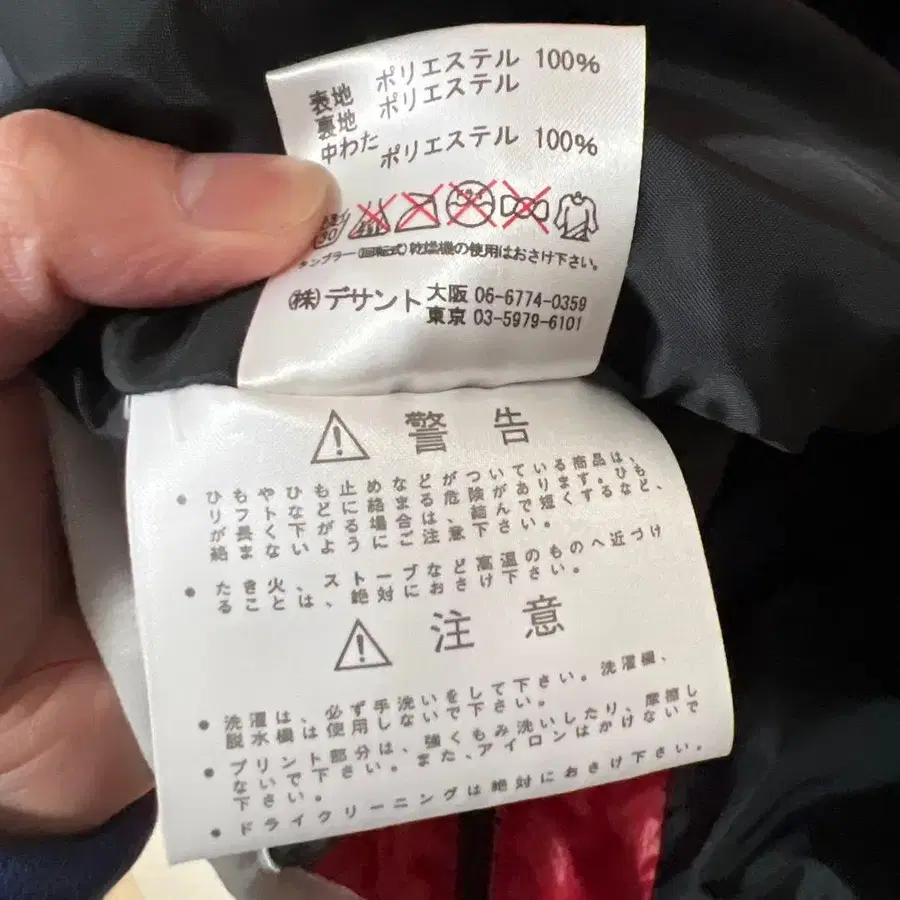 表地 ポリエステル 100%
裏地 ポリエステル
中わた ポリエステル 100%
30 ドライ
タンブラー(回転式)乾燥機の使用はおさけ下さい。
(株)デサント 大阪 06-6774-0359
東京 03-5979-6101
警告
• ひもやひも止めなどがついている商品は、ひも
りフトなどに絡まる危険があります。
が長く下がる場合は、結んで短くするなど、
絡まないようにご注意下さい。
• たき火、ストーブなど高温のものへ近づけ
ることは、絶対におさけ下さい。
注意
• 洗濯は、必ず手洗いをして下さい。洗濯機、
脱水機は使用しないで下さい。
• プリント部分は、強くもみ洗いしたり、摩擦し
ないで下さい。また、アイロンはかけないで
下さい。
• ドライクリーニングは絶対におさけ下さい。